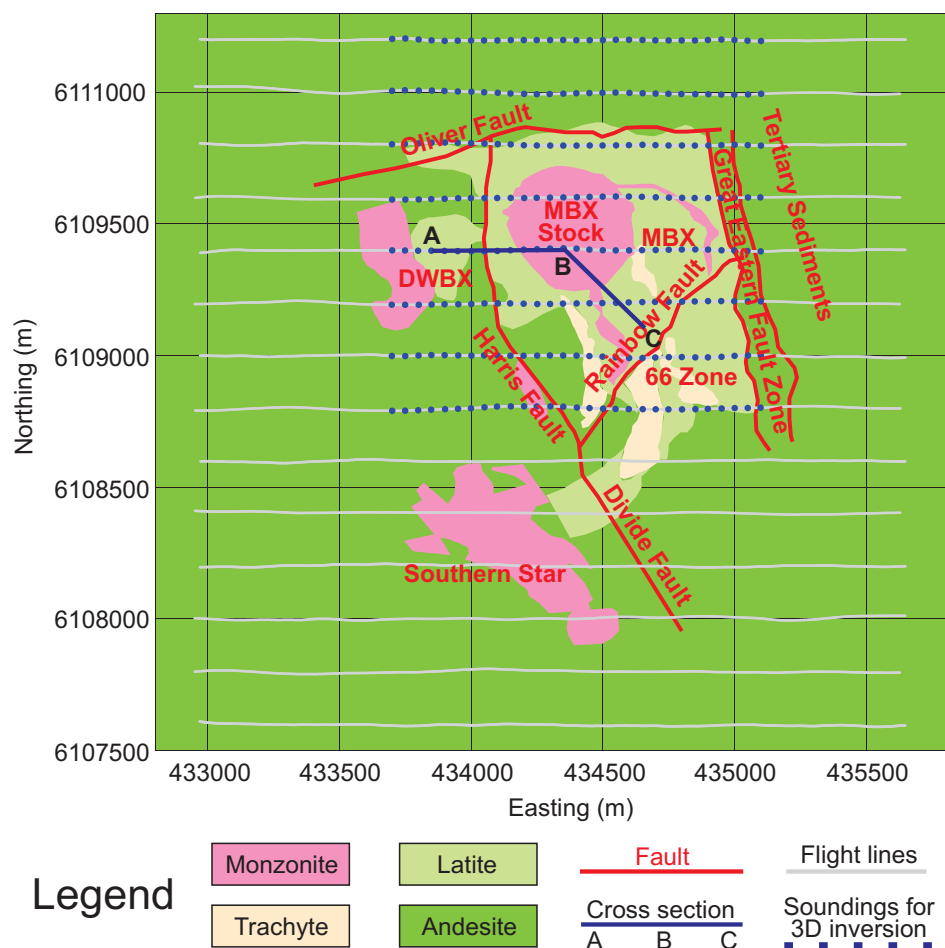 6111000
6109500
6109000
6108500
6108000
6107500
Northing (m)
433000
433500
434000
434500
435000
435500
Easting (m)
Oliver Fault
Great Eastern Fault Zone
Tertiary Sediments
MBX
Stock
MBX
A
B
C
DWBX
Rainbow Fault
66 Zone
Harris Fault
Divide Fault
Southern Star
Legend
Monzonite
Latite
Trachyte
Andesite
Fault
Cross section
A B C
Flight lines
Soundings for
3D inversion